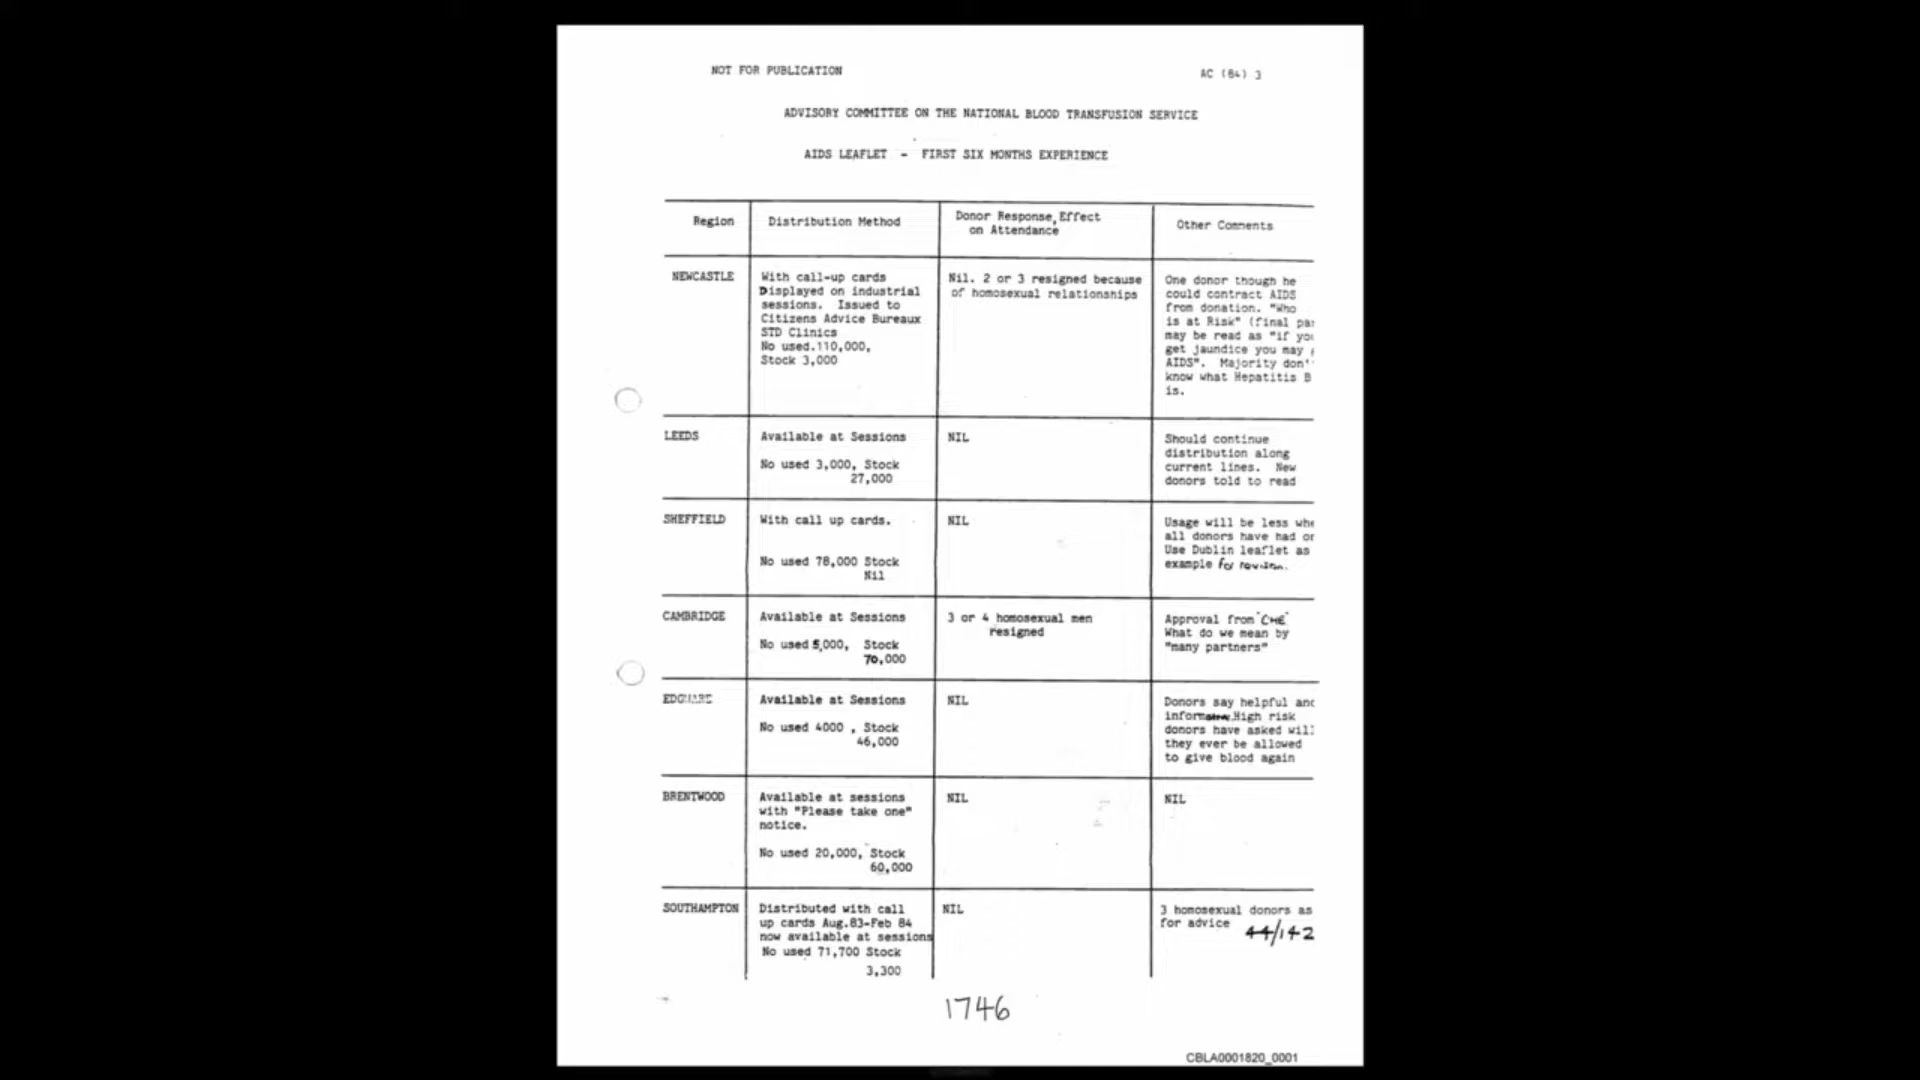 NOT FOR PUBLICATION
AC (84) 3
ADVISORY COMMITTEE ON THE NATIONAL BLOOD TRANSFUSION SERVICE
AIDS LEAFLET - FIRST SIX MONTHS EXPERIENCE
Region
Distribution Method
Donor Response, Effect
on Attendance
Other Comments
NEWCASTLE
With call-up cards
Displayed on industrial
sessions. Issued to
Citizens Advice Bureaux
STD Clinics
No used.110,000,
Stock 3,000
Nil. 2 or 3 resigned because
of homosexual relationships
One donor though he
could contract AIDS
from donation. "Who
is at Risk" (final pa
may be read as "if yo
get jaundice you may
AIDS". Majority don'
know what Hepatitis B
is.
LEEDS
Available at Sessions
No used 3,000, Stock
27,000
NIL
Should continue
distribution along
current lines. New
donors told to read
SHEFFIELD
With call up cards.
No used 78,000 Stock
Nil
NIL
Usage will be less whe
all donors have had o
Use Dublin leaflet as
example for
CAMBRIDGE
Available at Sessions
No used 5,000, Stock
70,000
3 or 4 homosexual men
resigned
Approval from "CHE"
What do we mean by
"many partners"
EDGWARE
Available at Sessions
No used 4000 , Stock
46,000
NIL
Donors say helpful and
High risk
donors have asked will
they ever be allowed
to give blood again
BRENTWOOD
Available at sessions
with "Please take one"
notice.
No used 20,000, Stock
60,000
NIL
NIL
SOUTHAMPTON
Distributed with call
up cards Aug.83-Feb 84
now available at sessions
No used 71,700 Stock
3,300
NIL
3 homosexual donors as
for advice
44/142
1746
CBLA0001820_0001